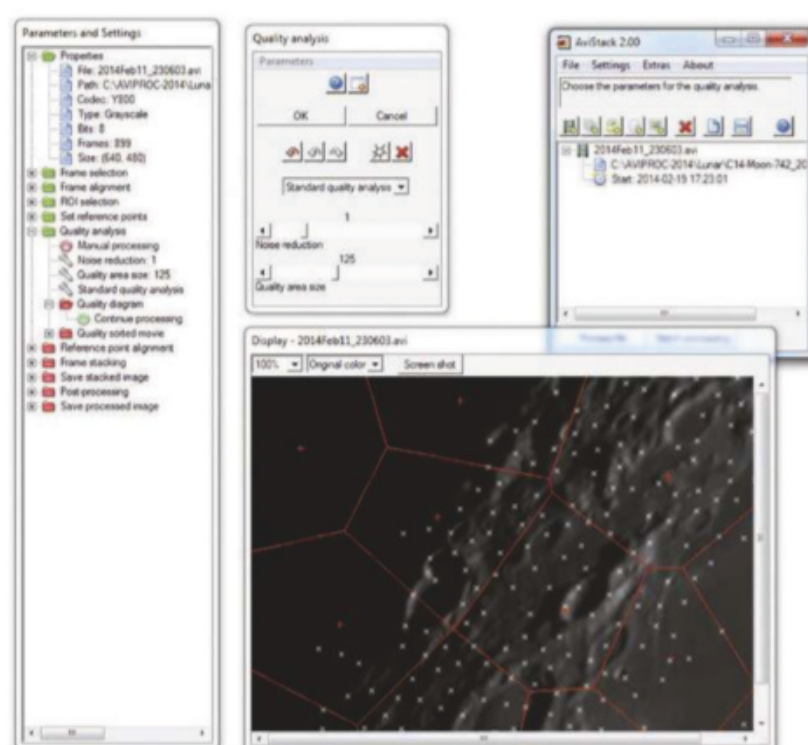 Parameters and Settings
Properties
File: 2014Feb11_230603.avi
Path: C:\AVIPROC-2014\Luna
Codec: Y800
Type: Grayscale
Bits: 8
Frames: 899
Size: (640, 480)
Frame selection
Frame alignment
ROI selection
Set reference points
Quality analysis
Manual processing
Noise reduction: 1
Quality area size: 125
Standard quality analysis
Quality diagram
Continue processing
Quality sorted movie
Reference point alignment
Frame stacking
Save stacked image
Post-processing
Save processed image
Quality analysis
Parameters
OK
Cancel
Standard quality analysis
1
Noise reduction
125
Quality area size
AviStack 2.00
File Settings Extras About
Choose the parameters for the quality analysis.
2014Feb11_230603.avi
C:\AVIPROC-2014\Lunar\C14-Moon-742_20
Start: 2014-02-19 17:23:01
Display - 2014Feb11_230603.avi
100% Original color Screen shot